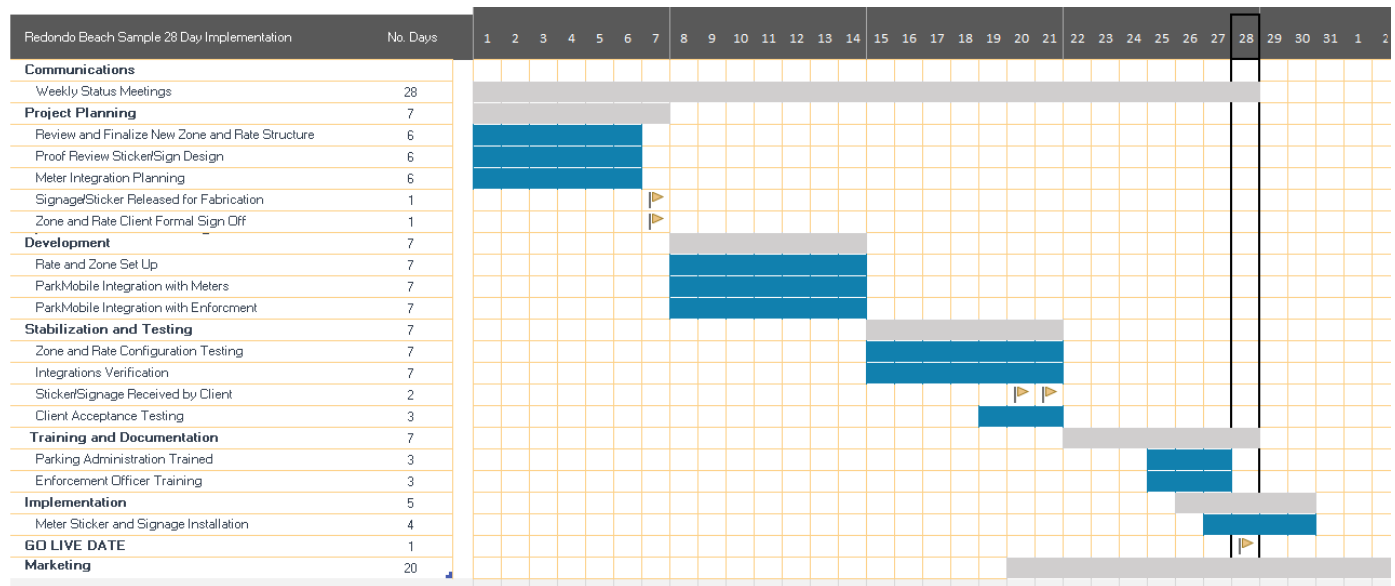 Redondo Beach Sample 28 Day Implementation No. Days 1 2 3 4 5 6 7 8 9 10 11 12 13 14 15 16 17 18 19 20 21 22 23 24 25 26 27 28 29 30 31 1 2
Communications
Weekly Status Meetings 28
Project Planning 7
Review and Finalize New Zone and Rate Structure 6
Proof Review Sticker/Sign Design 6
Meter Integration Planning 6
Signage/Sticker Released for Fabrication 1
Zone and Rate Client Formal Sign Off 1
Development 7
Rate and Zone Set Up 7
ParkMobile Integration with Meters 7
ParkMobile Integration with Enforcment 7
Stabilization and Testing 7
Zone and Rate Configuration Testing 7
Integrations Verification 7
Sticker/Signage Received by Client 2
Client Acceptance Testing 3
Training and Documentation 7
Parking Administration Trained 3
Enforcement Officer Training 3
Implementation 5
Meter Sticker and Signage Installation 4
GO LIVE DATE 1
Marketing 20